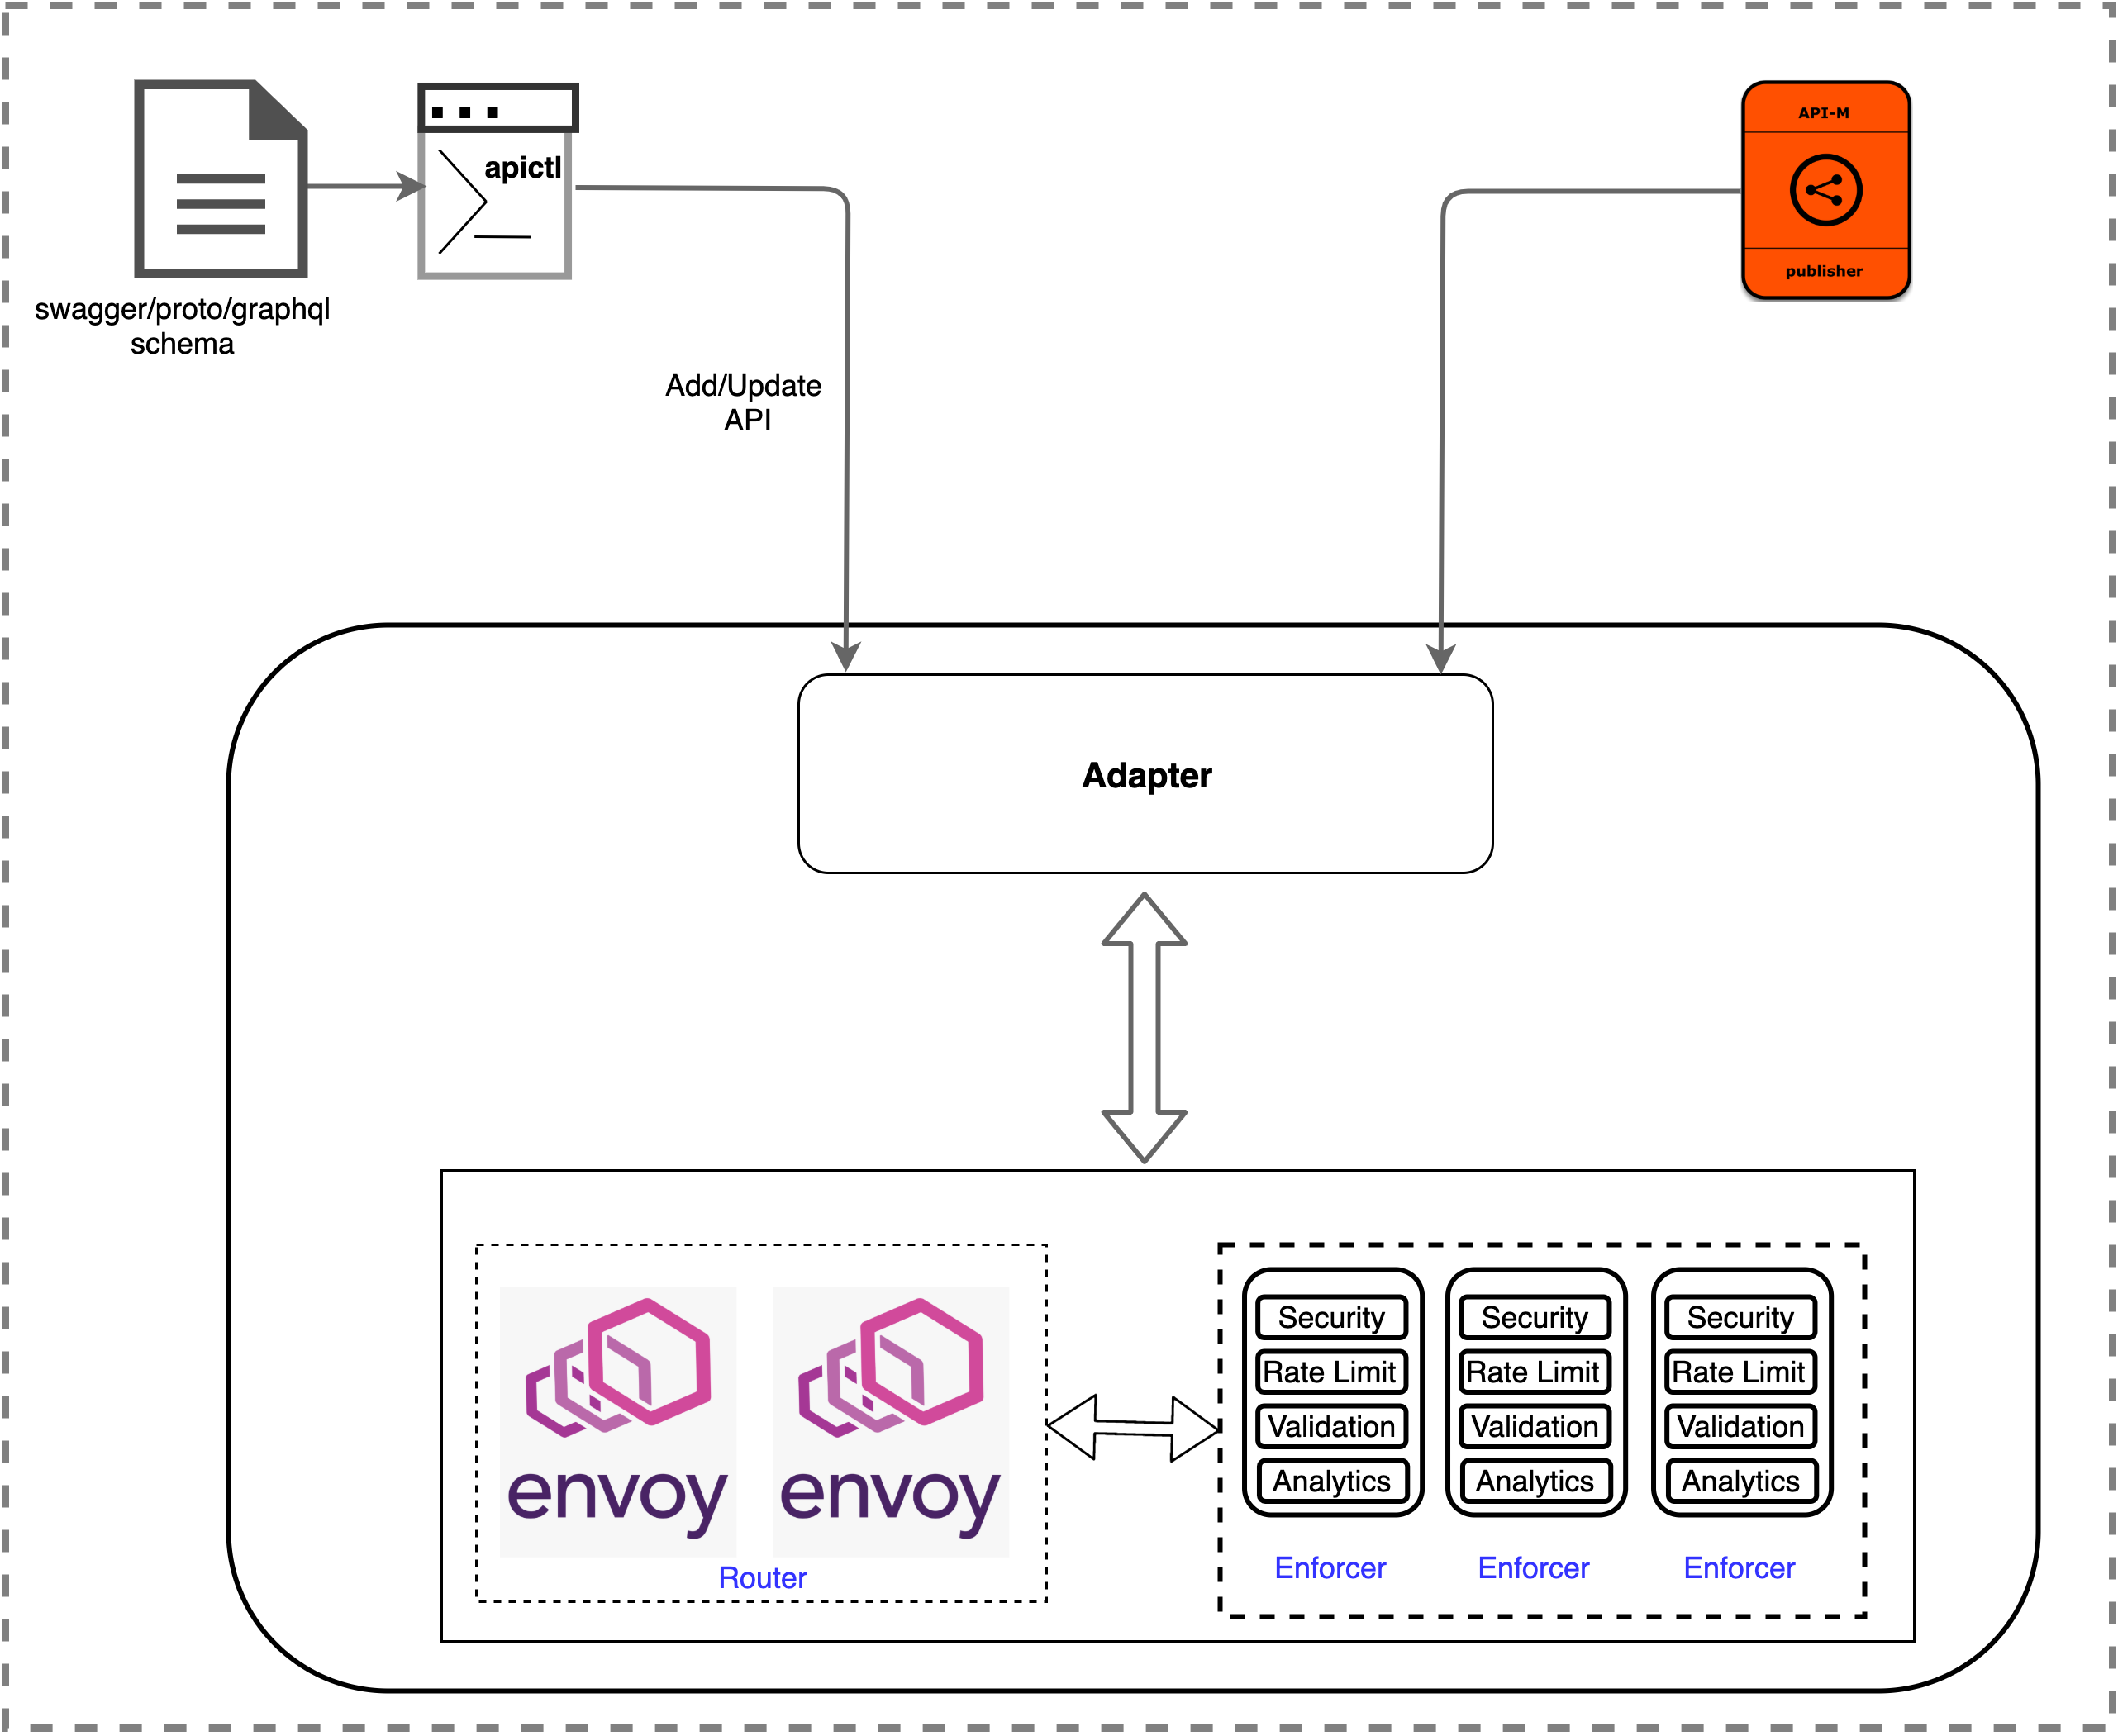 apictl
swagger/proto/graphql
schema
API-M
publisher
Add/Update
API
Adapter
envoy
envoy
Router
Security
Rate Limit
Validation
Analytics
Enforcer
Security
Rate Limit
Validation
Analytics
Enforcer
Security
Rate Limit
Validation
Analytics
Enforcer